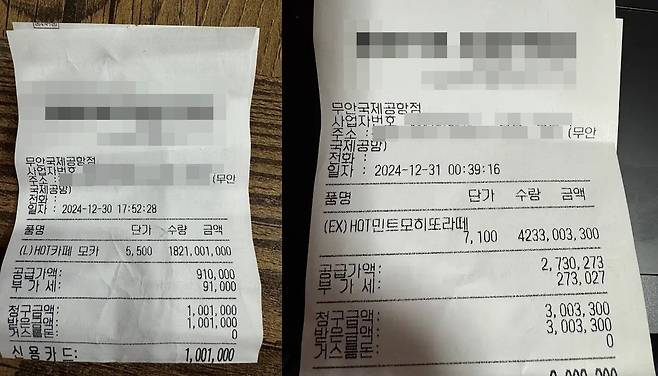 무안국제공항점
사업자번호
주소 : (무안
국제공항)
전화 :
일자 : 2024-12-30 17:52:28
품명 단가 수량 금액
(L)HOT카페 모카 5,500 1821,001,000
공급가액: 910,000
부 가 세: 91,000
청구금액: 1,001,000
받은금액: 1,001,000
거스름돈: 0
신용카드: 1,001,000
무안국제공항점
사업자번호
주소 : (무안
국제공항)
전화 :
일자 : 2024-12-31 00:39:16
품명 단가 수량 금액
(EX)HOT민트모히또라떼
7,100 4233,003,300
공급가액: 2,730,273
부 가 세: 273,027
청구금액: 3,003,300
받은금액: 3,003,300
거스름돈: 0